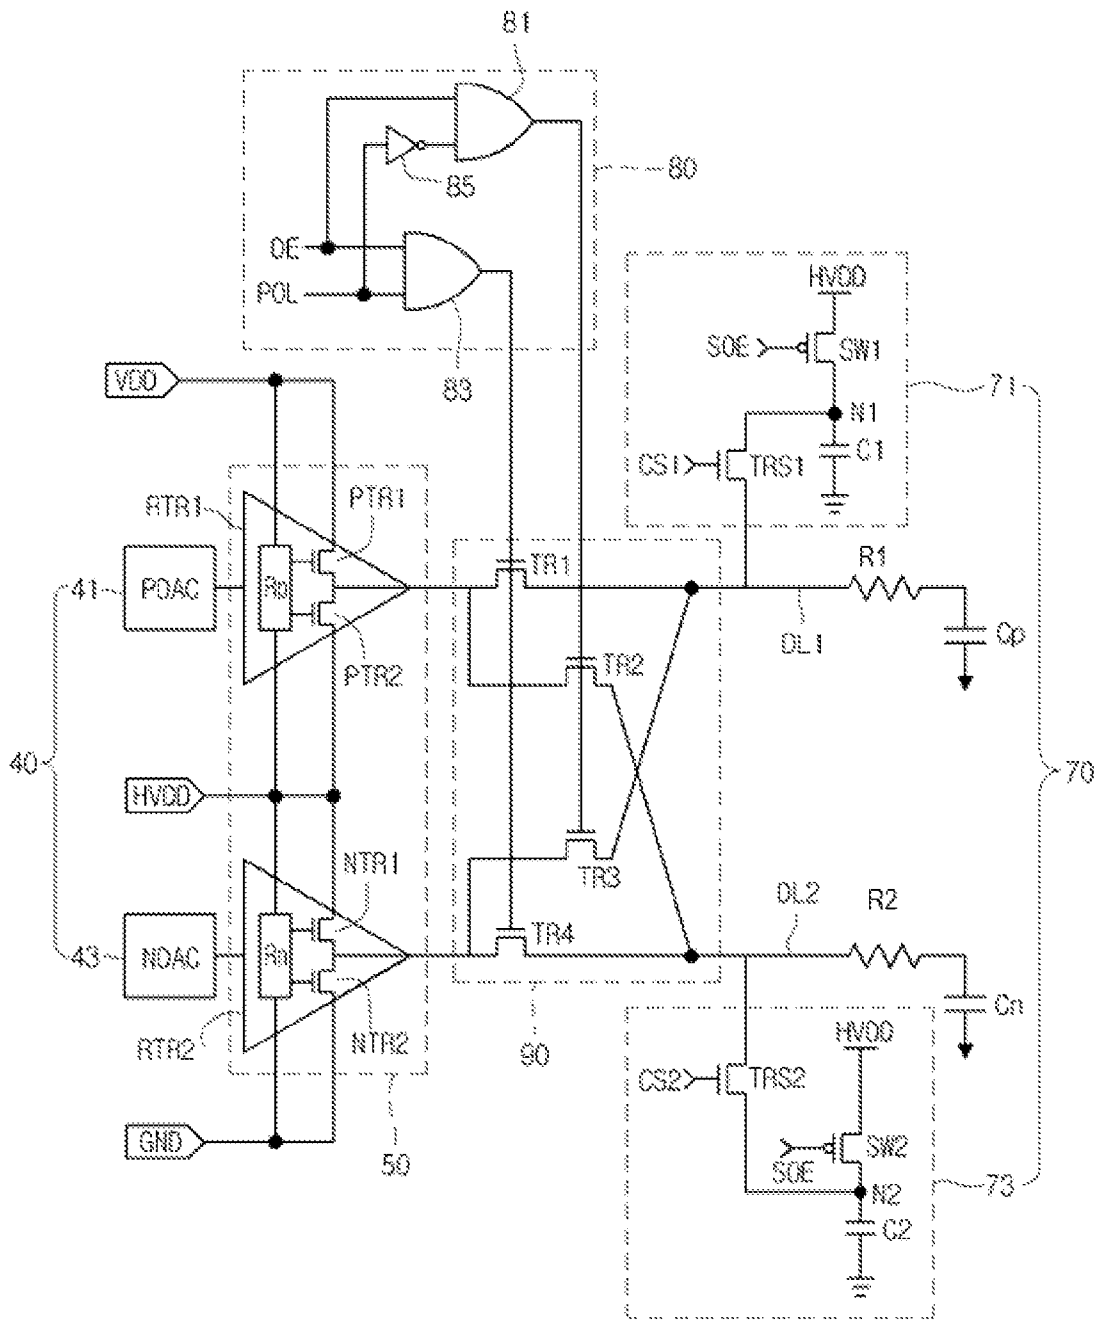 81
85
80
OE
POL
83
HVDD
SOE
SW1
71
N1
C1
CS1
TRS1
VDD
RTR1
PTR1
41
PDAC
Rp
TR1
R1
DL1
Cp
PTR2
TR2
40
HVDD
70
NTR1
TR3
DL2
R2
43
NDAC
Rn
TR4
Cn
RTR2
NTR2
90
HVDD
CS2
TRS2
GND
50
SOE
SW2
N2
73
C2